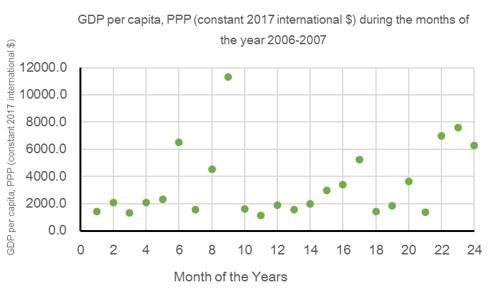 GDP per capita, PPP (constant 2017 international $) during the months of
the year 2006-2007
GDP per capita, PPP (constant 2017 international $)
12000.0
10000.0
8000.0
6000.0
4000.0
2000.0
0.0
0 2 4 6 8 10 12 14 16 18 20 22 24
Month of the Years